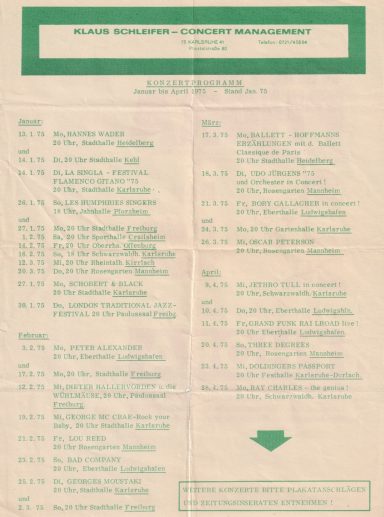 KLAUS SCHLEIFER – CONCERT MANAGEMENT
75 KARLSRUHE 41
Telefon: 0721/
KONZERTPROGRAMM
Januar bis April 1975 - Stand Jan. 75
Januar:
13. 1. 75 Mo, HANNES WADER
20 Uhr, Stadthalle Heidelberg
und
14. 1. 75 Di, 20 Uhr Stadthalle Kehl
24. 1. 75 Di, LA SINGLA - FESTIVAL
FLAMENCO GITANO '75
20 Uhr, Stadthalle Karlsruhe
26. 1. 75 So, LES HUMPHRIES SINGERS
18 Uhr, Jahnhalle Pforzheim
und
27. 1. 75 Mo, 20 Uhr Stadthalle Freiburg
1. 2. 75 Sa, 20 Uhr Sporthalle Crailsheim
14. 2. 75 Fr, 20 Uhr Oberrhh. Offenburg
16. 2. 75 So, 18 Uhr Schwarzwaldh. Karlsruhe
12. 3. 75 Mi, 20 Uhr Rheintalh. Kirrlach
20. 3. 75 Do, 20 Uhr Rosengarten Mannheim
27. 1. 75 Mo, SCHOBERT & BLACK
20 Uhr Stadthalle Karlsruhe
30. 1. 75 Do, LONDON TRADITIONAL JAZZ-
FESTIVAL 20 Uhr Paulussaal Freibg.
Februar:
3. 2. 75 Mo, PETER ALEXANDER
20 Uhr, Eberthalle Ludwigshafen
und
17. 2. 75 Mo, 20 Uhr, Stadthalle Freiburg
12. 2. 75 Mi, DIETER HALLERVORDEN u. die
WÜHLMÄUSE, 20 Uhr, Paulussaal
Freiburg
19. 2. 75 Mi, GEORGE MC CRAE-Rock your
Baby, 20 Uhr Stadth. Karlsruhe
21. 2. 75 Fr, LOU REED
20 Uhr Rosengarten Mannheim
23. 2. 75 So, BAD COMPANY
20 Uhr, Eberthalle Ludwigshafen
25. 2. 75 Di, GEORGES MOUSTAKI
20 Uhr, Stadthalle Karlsruhe
und
2. 3. 75 So, 20 Uhr Stadthalle Freiburg
März:
17. 3. 75 Mo, BALLETT - HOFFMANNS
ERZÄHLUNGEN mit d. Ballett
Classique de Paris
20 Uhr Stadthalle Heidelberg
18. 3. 75 Di, UDO JÜRGENS '75
und Orchester in Concert !
20 Uhr, Rosengarten Mannheim
21. 3. 75 Fr, RORY GALLAGHER in concert !
20 Uhr, Eberthalle Ludwigshafen
und
24. 3. 75 Mo, 20 Uhr Gartenhalle Karlsruhe
26. 3. 75 Mi, OSCAR PETERSON
20 Uhr, Rosengarten Mannheim
April:
9. 4. 75 Mi, JETHRO TULL in concert !
20 Uhr, Schwarzwaldh. Karlsruhe
und
10. 4. 75 Do, 20 Uhr, Eberthalle Ludwigshfn.
11. 4. 75 Fr, GRAND FUNK RAILROAD live !
20 Uhr, Eberthalle Ludwigshafen
20. 4. 75 So, THREE DEGREES
20 Uhr, Rosengarten Mannheim
23. 4. 75 Mi, DOLDINGERS PASSPORT
20 Uhr Festhalle Karlsruhe-Durlach
28. 4. 75 Mo, RAY CHARLES - the genius !
20 Uhr, Schwarzwaldh. Karlsruhe
WEITERE KONZERTE BITTE PLAKATANSCHLÄGEN
UND ZEITUNGSINSERATEN ENTNEHMEN !